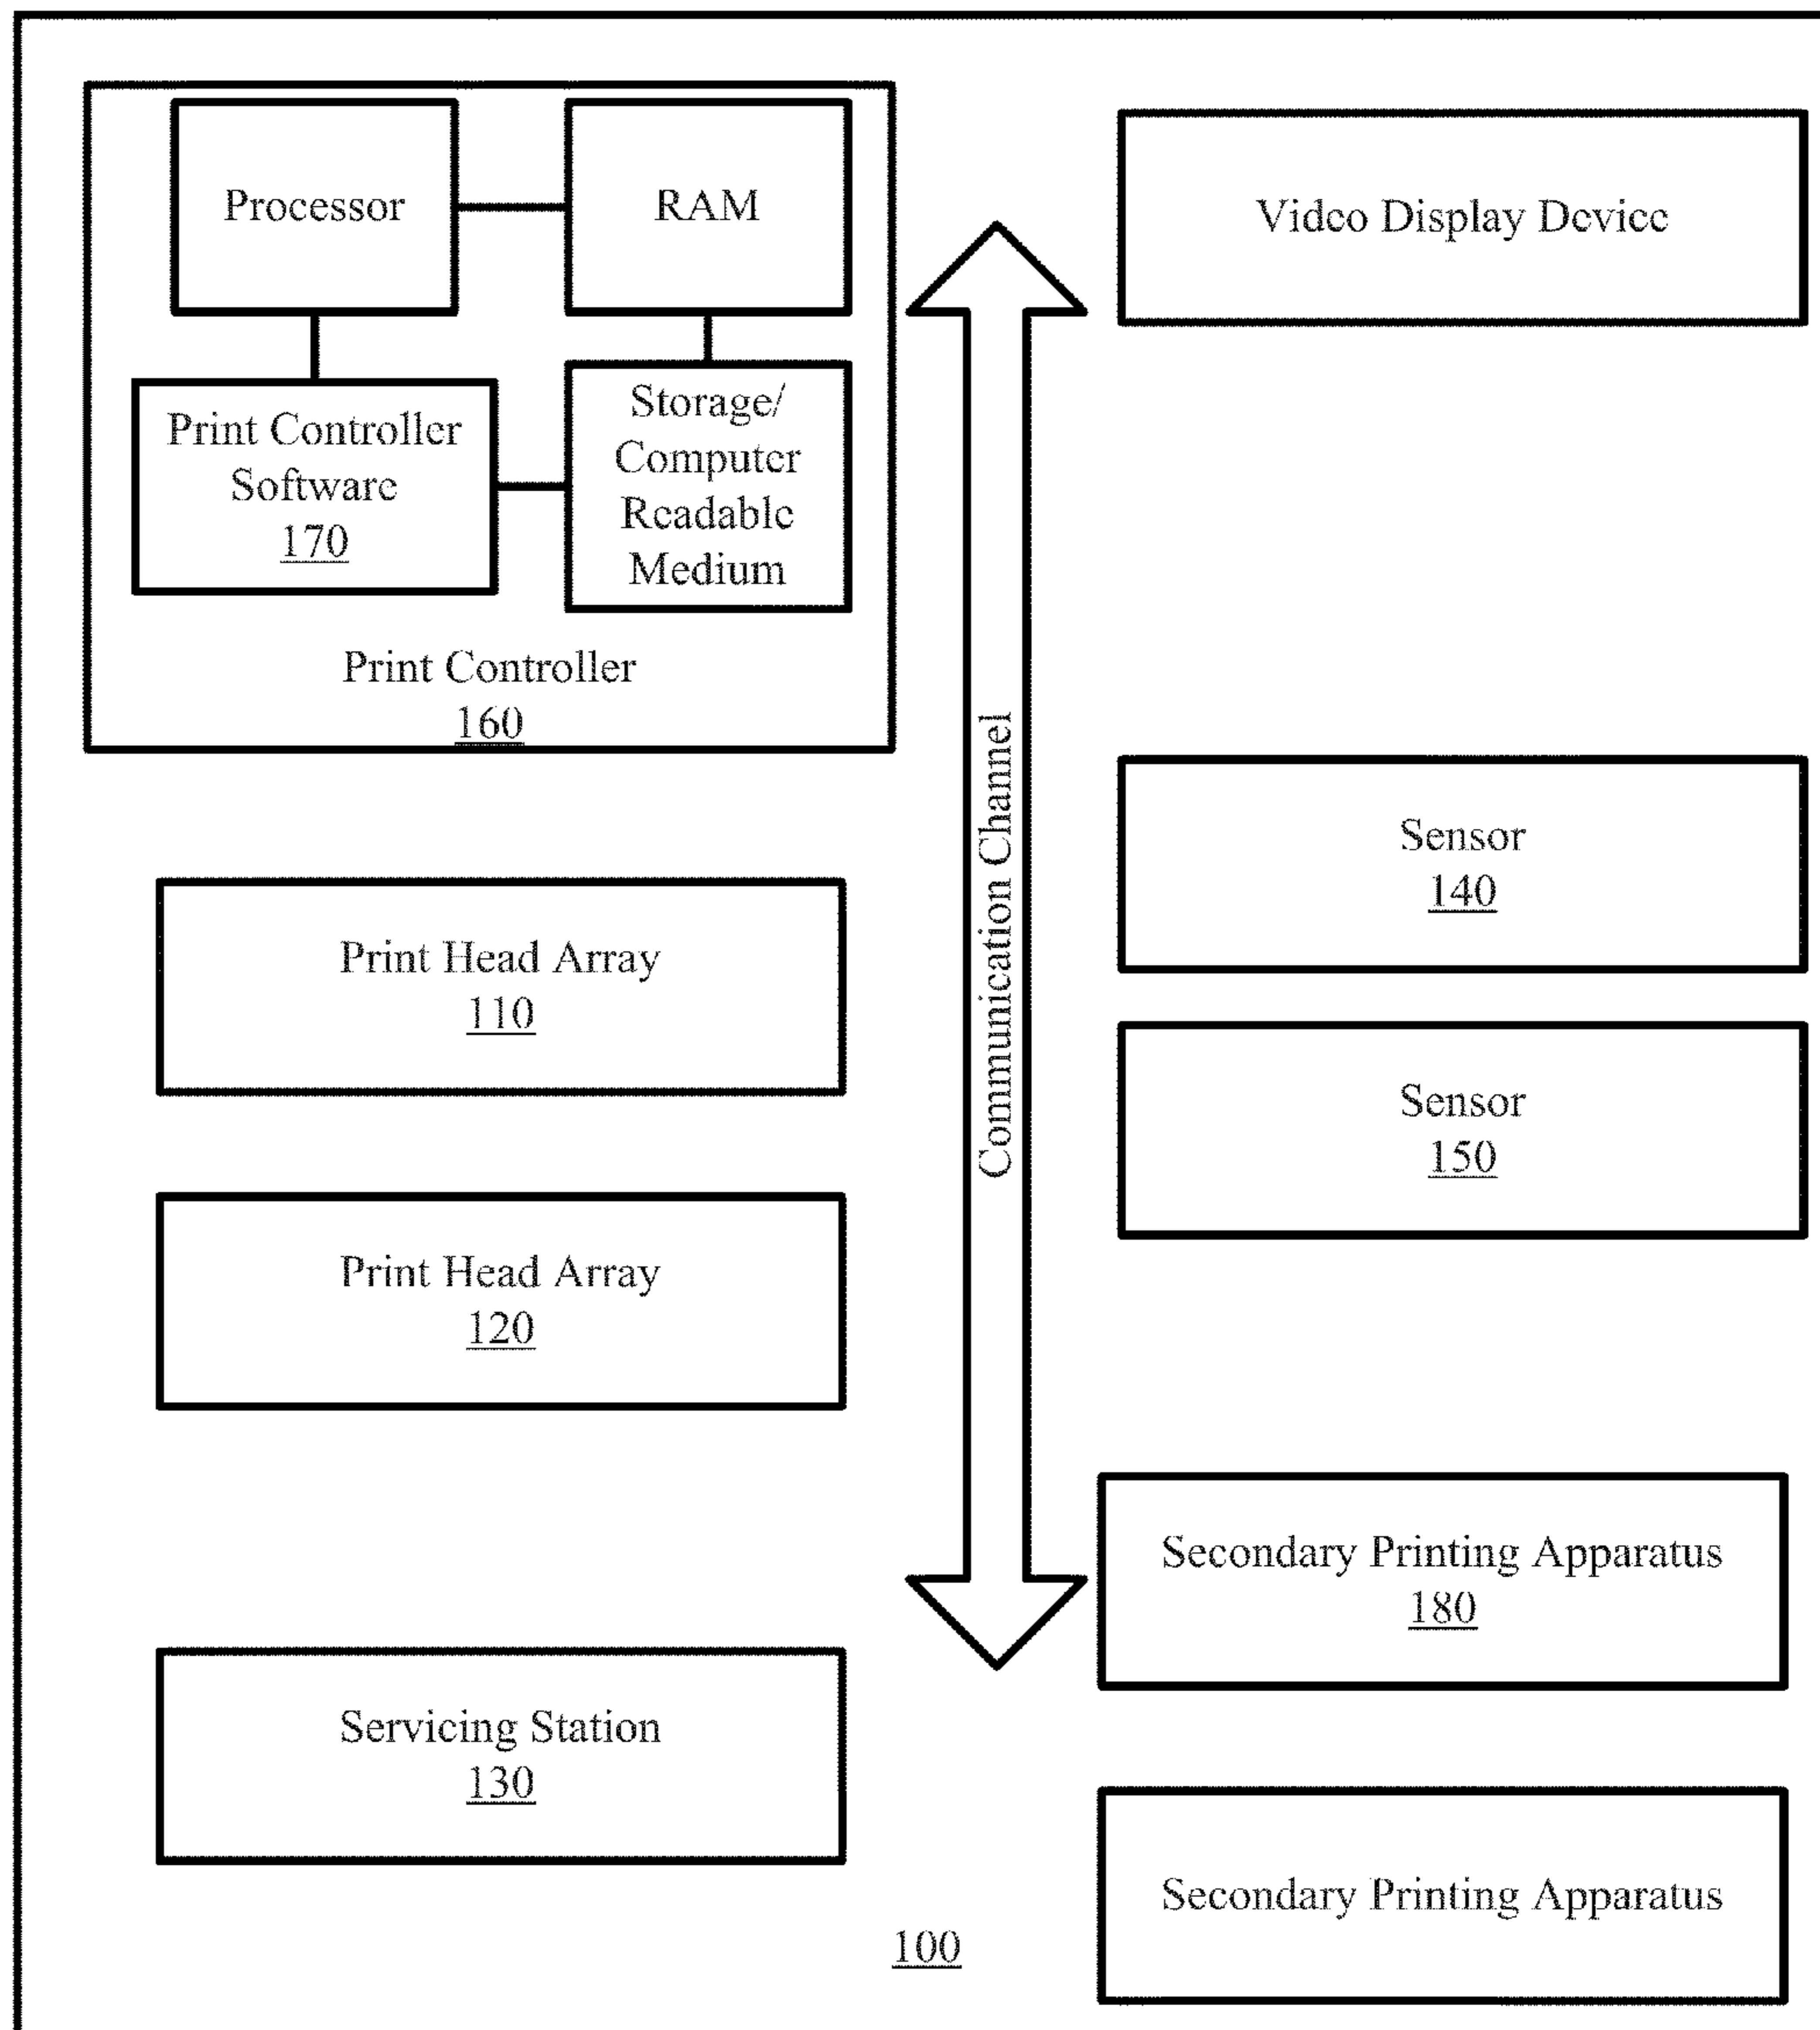 Processor
RAM
Print Controller
Software
170
Storage/
Computer
Readable
Medium
Print Controller
160
Print Head Array
110
Print Head Array
120
Servicing Station
130
Communication Channel
Video Display Device
Sensor
140
Sensor
150
Secondary Printing Apparatus
180
Secondary Printing Apparatus
100